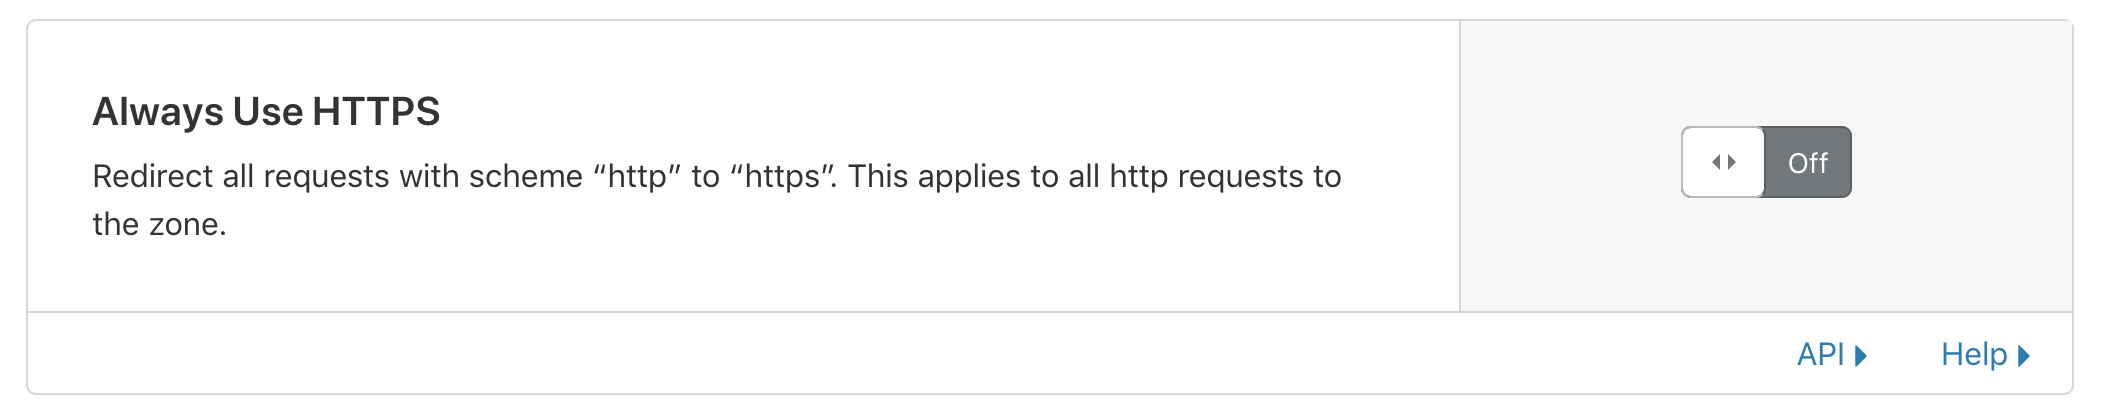 Always Use HTTPS
Redirect all requests with scheme “http” to “https”. This applies to all http requests to
the zone.
Off
API
Help